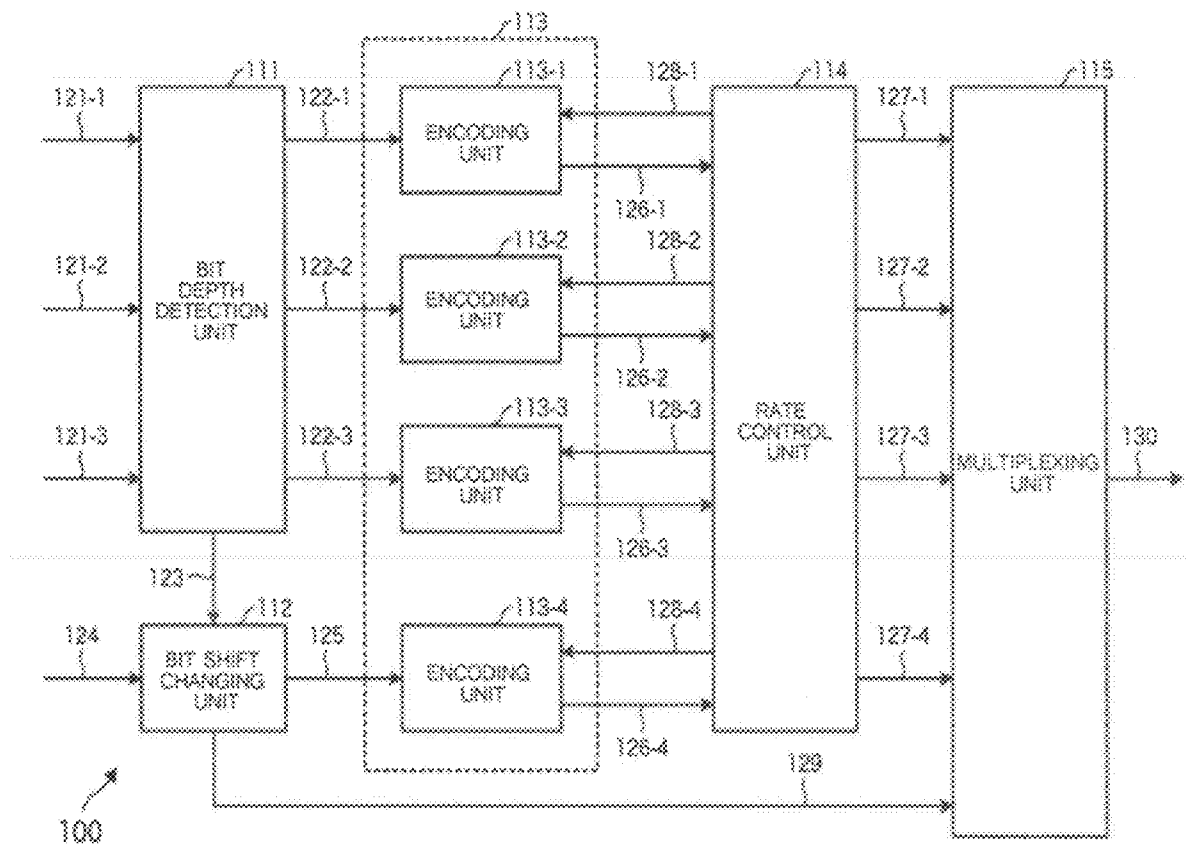 113
111
113-1
128-1
114
115
121-1
122-1
127-1
ENCODING
UNIT
126-1
113-2
128-2
121-2
122-2
127-2
BIT
DEPTH
DETECTION
UNIT
ENCODING
UNIT
126-2
113-3
128-3
RATE
CONTROL
UNIT
121-3
122-3
127-3
130
ENCODING
UNIT
MULTIPLEXING
UNIT
126-3
123
112
113-4
128-4
124
125
127-4
BIT SHIFT
CHANGING
UNIT
ENCODING
UNIT
126-4
129
100